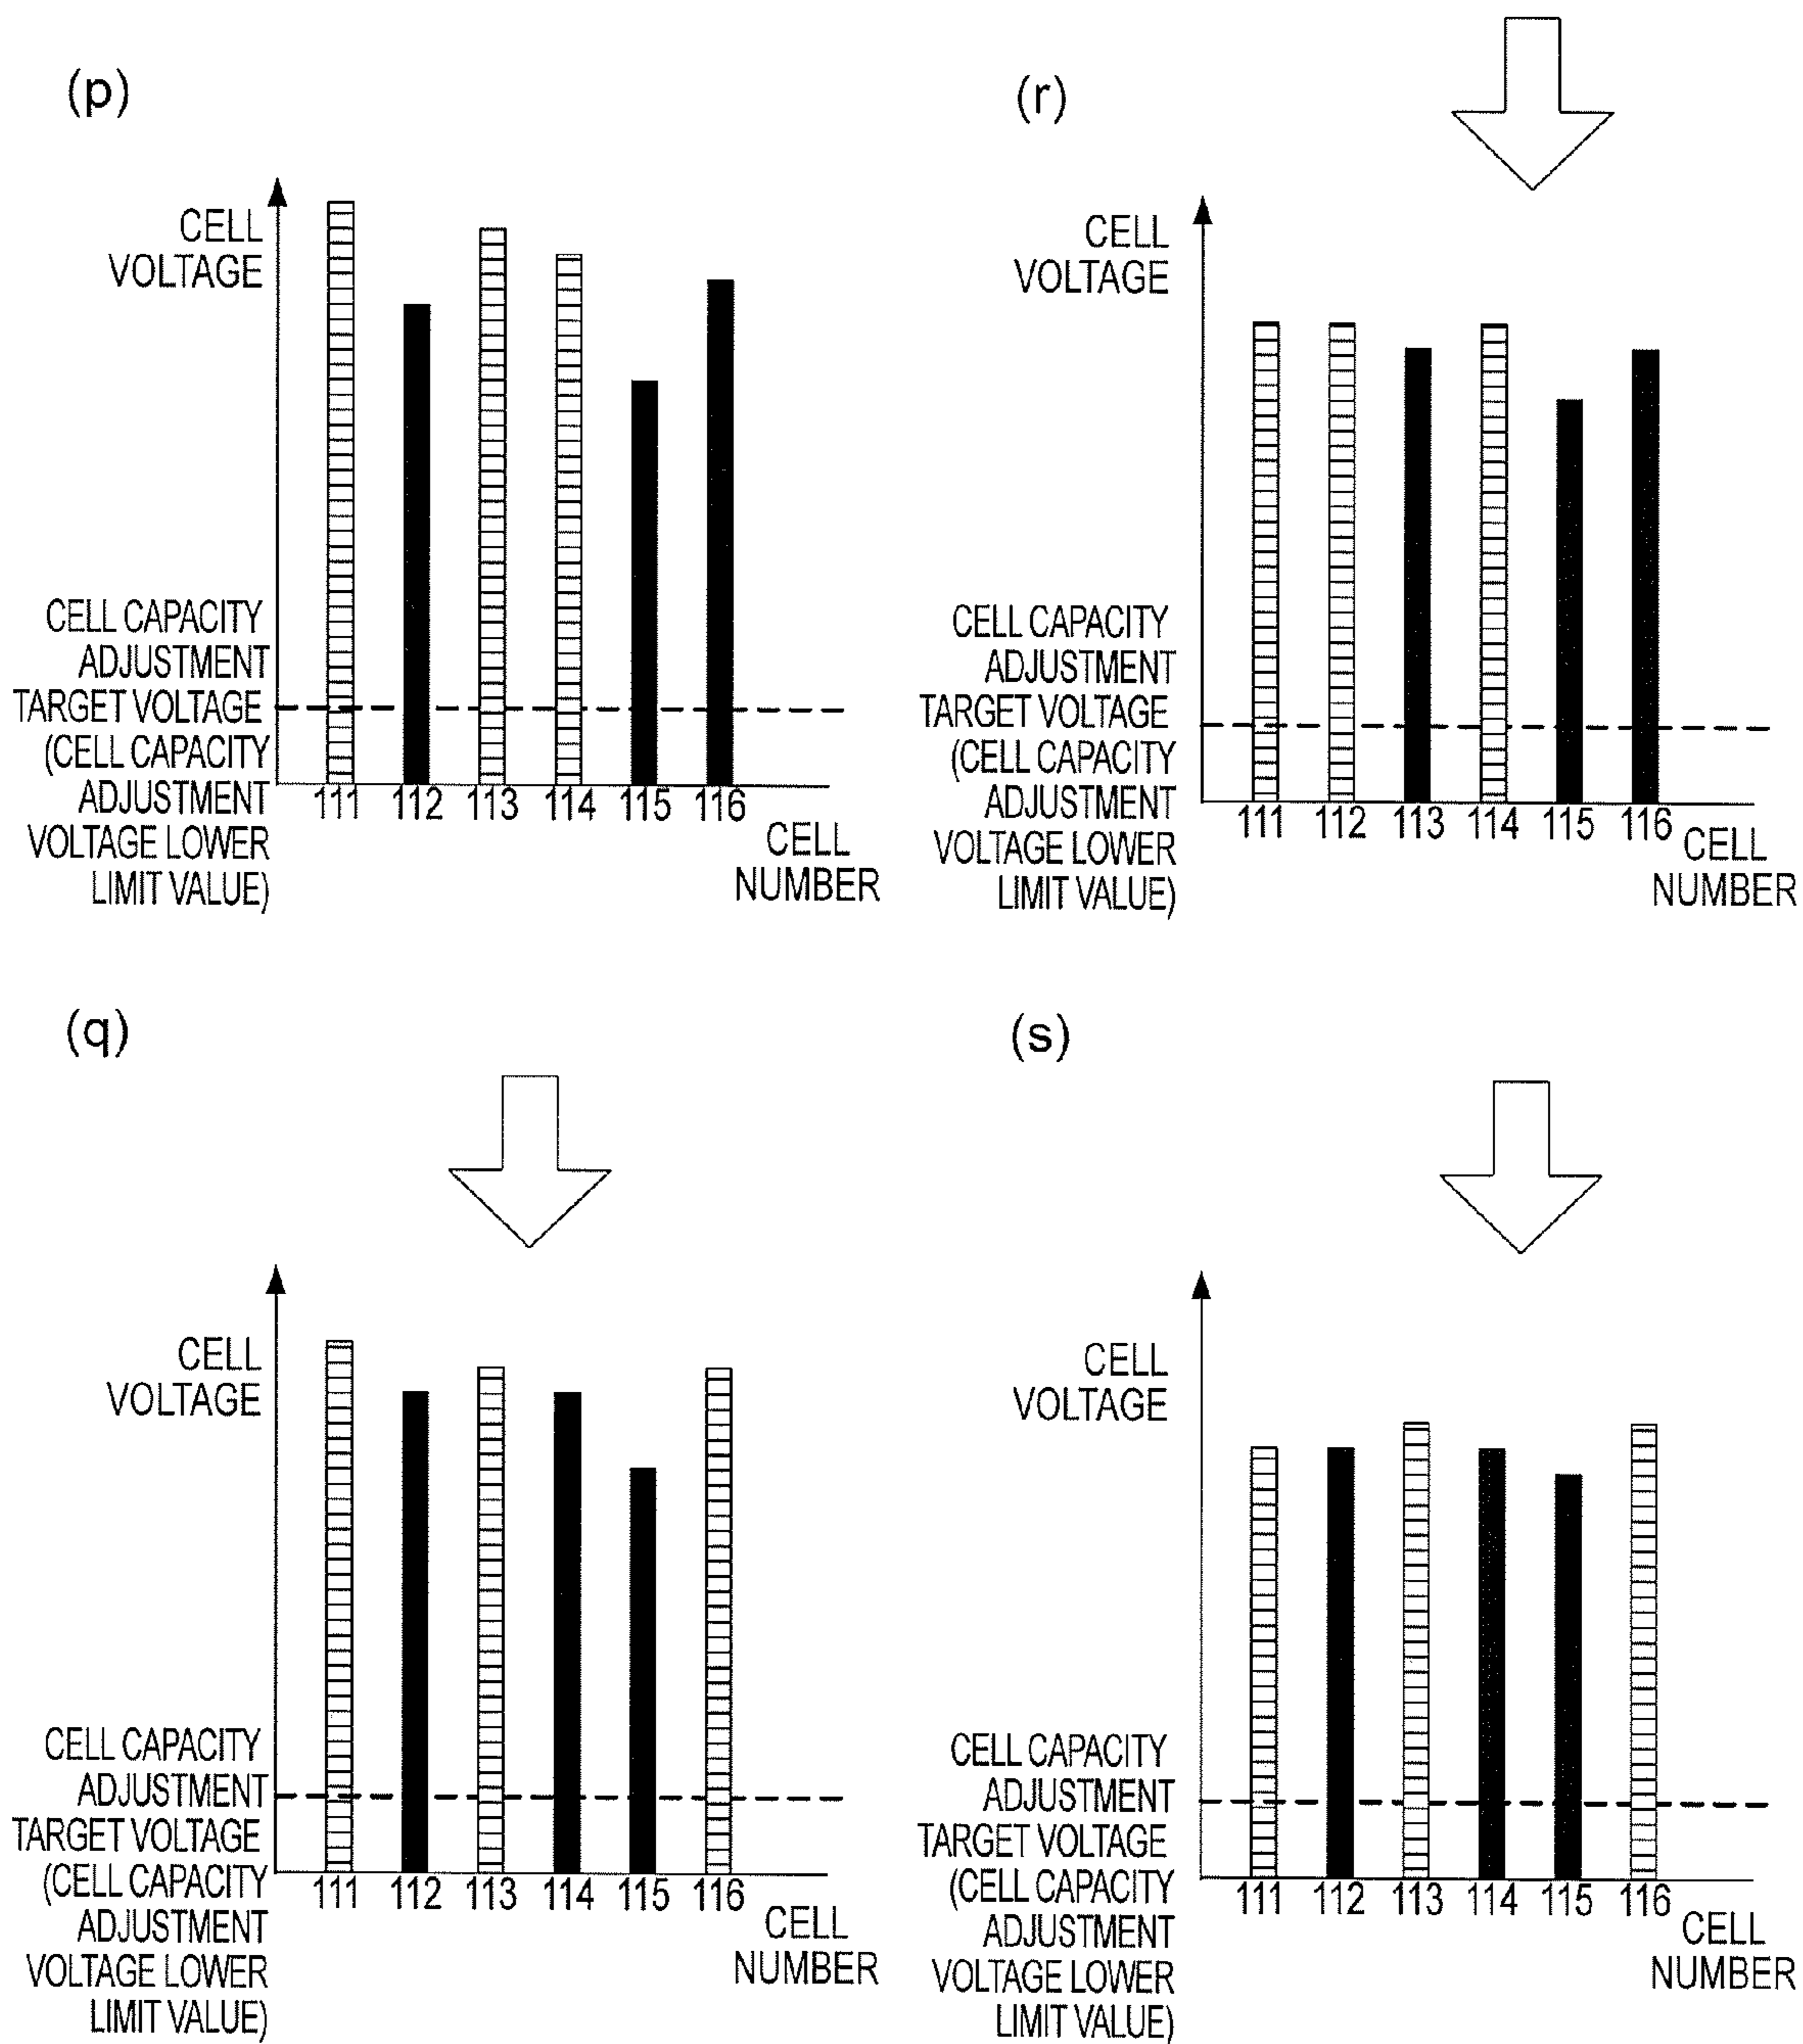 (p)
CELL
VOLTAGE
CELL CAPACITY
ADJUSTMENT
TARGET VOLTAGE
(CELL CAPACITY
ADJUSTMENT
VOLTAGE LOWER
LIMIT VALUE)
111 112 113 114 115 116
CELL
NUMBER
(q)
CELL
VOLTAGE
CELL CAPACITY
ADJUSTMENT
TARGET VOLTAGE
(CELL CAPACITY
ADJUSTMENT
VOLTAGE LOWER
LIMIT VALUE)
111 112 113 114 115 116
CELL
NUMBER
(r)
CELL
VOLTAGE
CELL CAPACITY
ADJUSTMENT
TARGET VOLTAGE
(CELL CAPACITY
ADJUSTMENT
VOLTAGE LOWER
LIMIT VALUE)
111 112 113 114 115 116
CELL
NUMBER
(s)
CELL
VOLTAGE
CELL CAPACITY
ADJUSTMENT
TARGET VOLTAGE
(CELL CAPACITY
ADJUSTMENT
VOLTAGE LOWER
LIMIT VALUE)
111 112 113 114 115 116
CELL
NUMBER